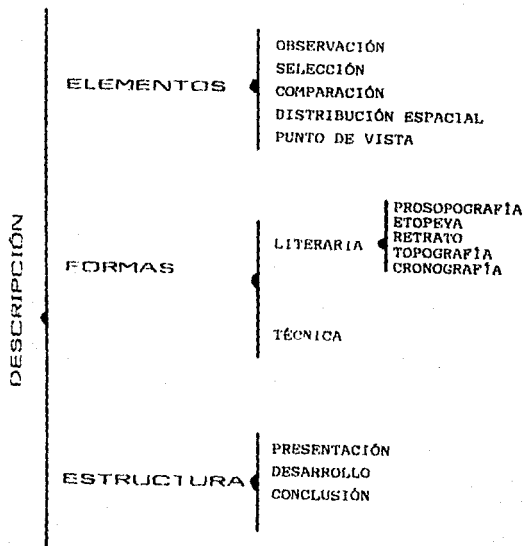 DESCRIPCIÓN
ELEMENTOS
OBSERVACIÓN
SELECCIÓN
COMPARACIÓN
DISTRIBUCIÓN ESPACIAL
PUNTO DE VISTA
FORMAS
LITERARIA
PROSOPOGRAFÍA
ETOPEYA
RETRATO
TOPOGRAFÍA
CRONOGRAFÍA
TÉCNICA
ESTRUCTURA
PRESENTACIÓN
DESARROLLO
CONCLUSIÓN